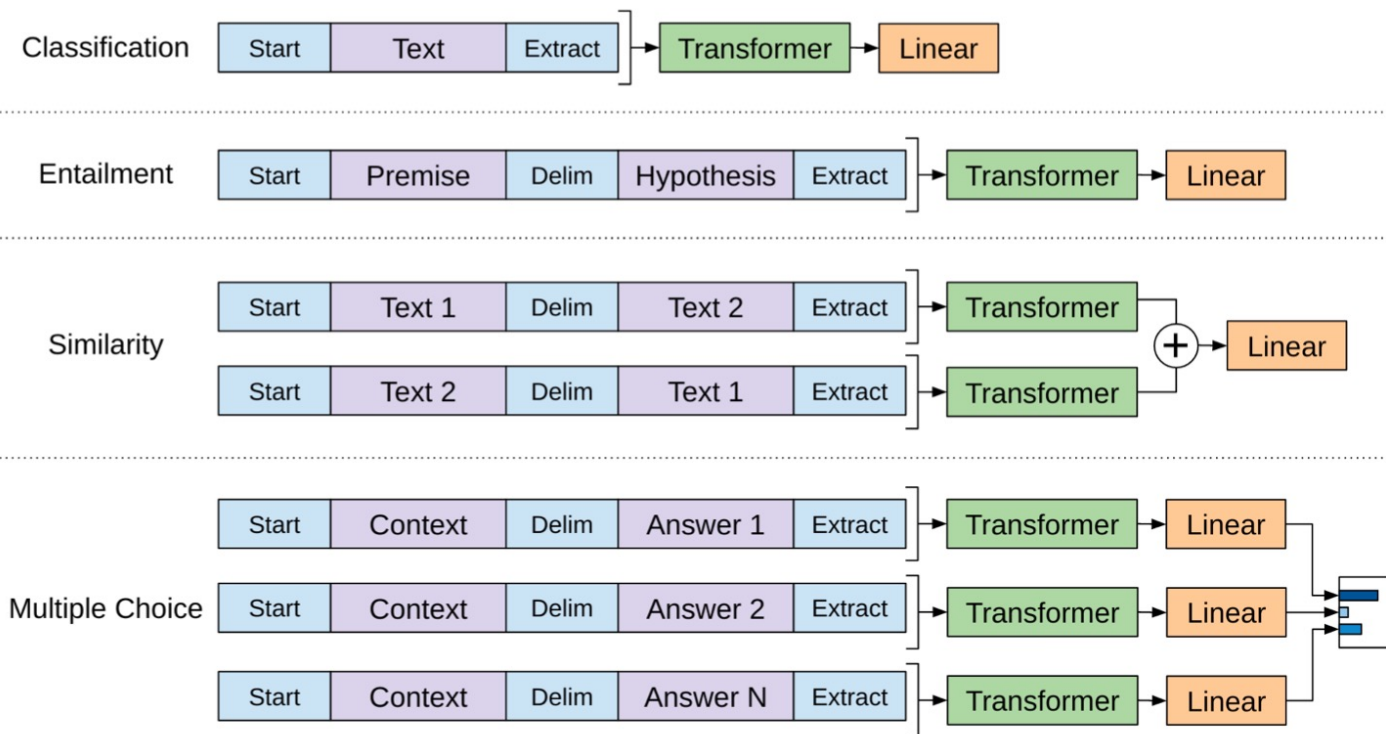 Classification Start Text Extract Transformer Linear
Entailment Start Premise Delim Hypothesis Extract Transformer Linear
Start Text 1 Delim Text 2 Extract Transformer
Similarity + Linear
Start Text 2 Delim Text 1 Extract Transformer
Start Context Delim Answer 1 Extract Transformer Linear
Multiple Choice Start Context Delim Answer 2 Extract Transformer Linear
Start Context Delim Answer N Extract Transformer Linear